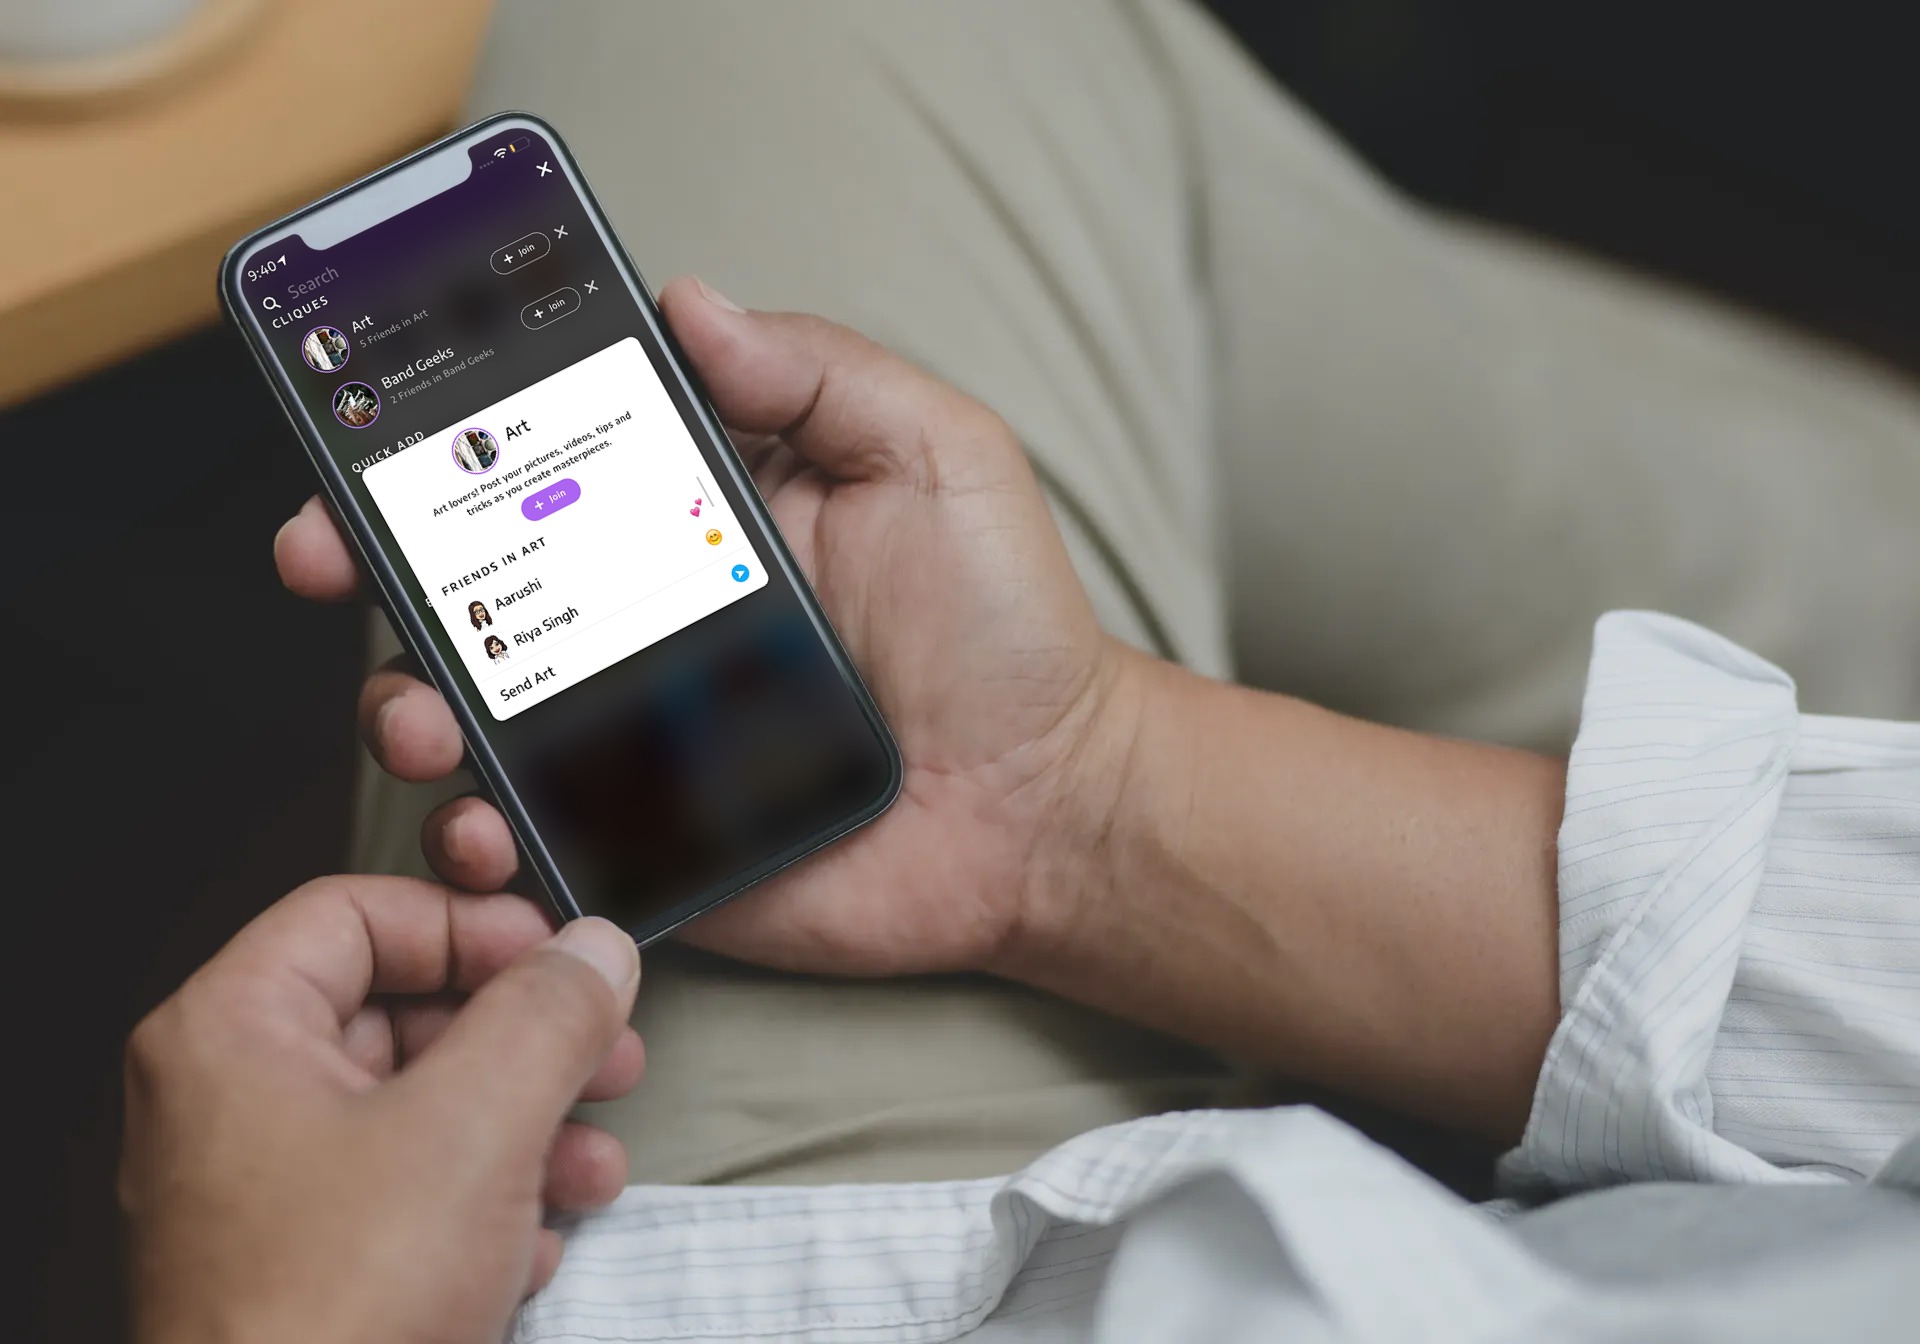 9:40
Search
CLIQUES
Art
5 Friends in Art
+ Join
Band Geeks
2 Friends in Band Geeks
+ Join
QUICK ADD
Art
Art lovers! Post your pictures, videos, tips and
tricks as you create masterpieces.
+ Join
FRIENDS IN ART
Aarushi
Riya Singh
Send Art